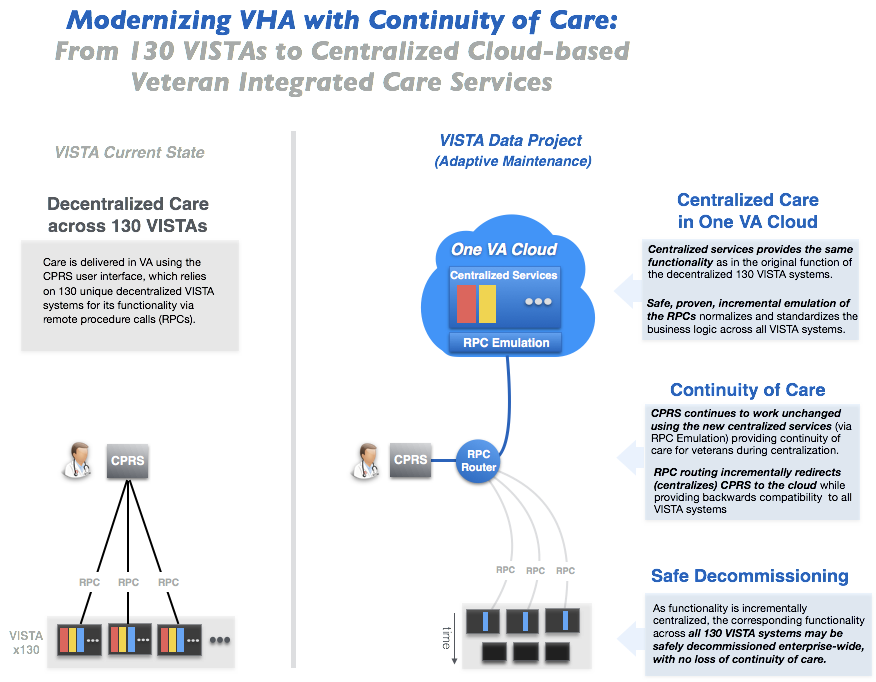 Modernizing VHA with Continuity of Care:
From 130 VISTAs to Centralized Cloud-based
Veteran Integrated Care Services
VISTA Current State
Decentralized Care
across 130 VISTAs
Care is delivered in VA using the
CPRS user interface, which relies
on 130 unique decentralized VISTA
systems for its functionality via
remote procedure calls (RPCs).
CPRS
RPC
RPC
RPC
VISTA
x130
VISTA Data Project
(Adaptive Maintenance)
One VA Cloud
Centralized Services
RPC Emulation
CPRS
RPC
Router
RPC
RPC
RPC
time
Centralized Care
in One VA Cloud
Centralized services provides the same
functionality as in the original function of
the decentralized 130 VISTA systems.
Safe, proven, incremental emulation of
the RPCs normalizes and standardizes the
business logic across all VISTA systems.
Continuity of Care
CPRS continues to work unchanged
using the new centralized services (via
RPC Emulation) providing continuity of
care for veterans during centralization.
RPC routing incrementally redirects
(centralizes) CPRS to the cloud while
providing backwards compatibility to all
VISTA systems
Safe Decommissioning
As functionality is incrementally
centralized, the corresponding functionality
across all 130 VISTA systems may be
safely decommissioned enterprise-wide,
with no loss of continuity of care.